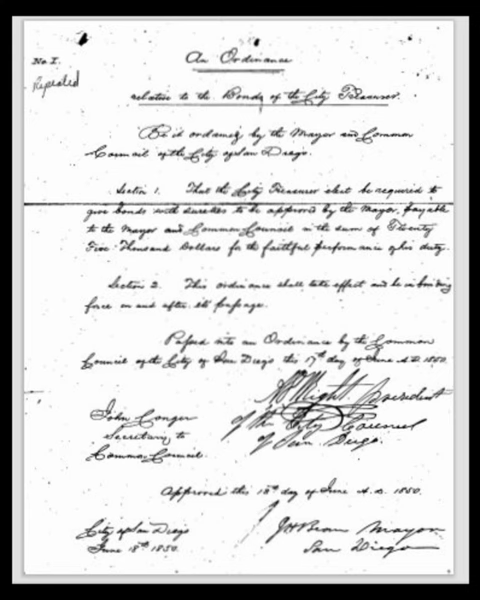 No. I.
Repealed
An Ordinance
relative to the Bonds of the City Treasurer.
Be it ordained by the Mayor and Common
Council of the City of San Diego.
Section 1. That the City Treasurer shall be required to
give bonds with sureties to be approved by the Mayor, payable
to the Mayor and Common Council in the sum of Twenty
Five Thousand Dollars for the faithful performance of his duty.
Section 2. This ordinance shall take effect and be in binding
force on and after its passage.
Passed into an Ordinance by the Common
Council of the City of San Diego this 17th day of June A.D. 1850.
Wright President
of the City Council
of San Diego.
John Conger
Secretary to
Common Council.
Approved this 18th day of June A.D. 1850.
City of San Diego
June 18th 1850.
J H Bean Mayor
San Diego